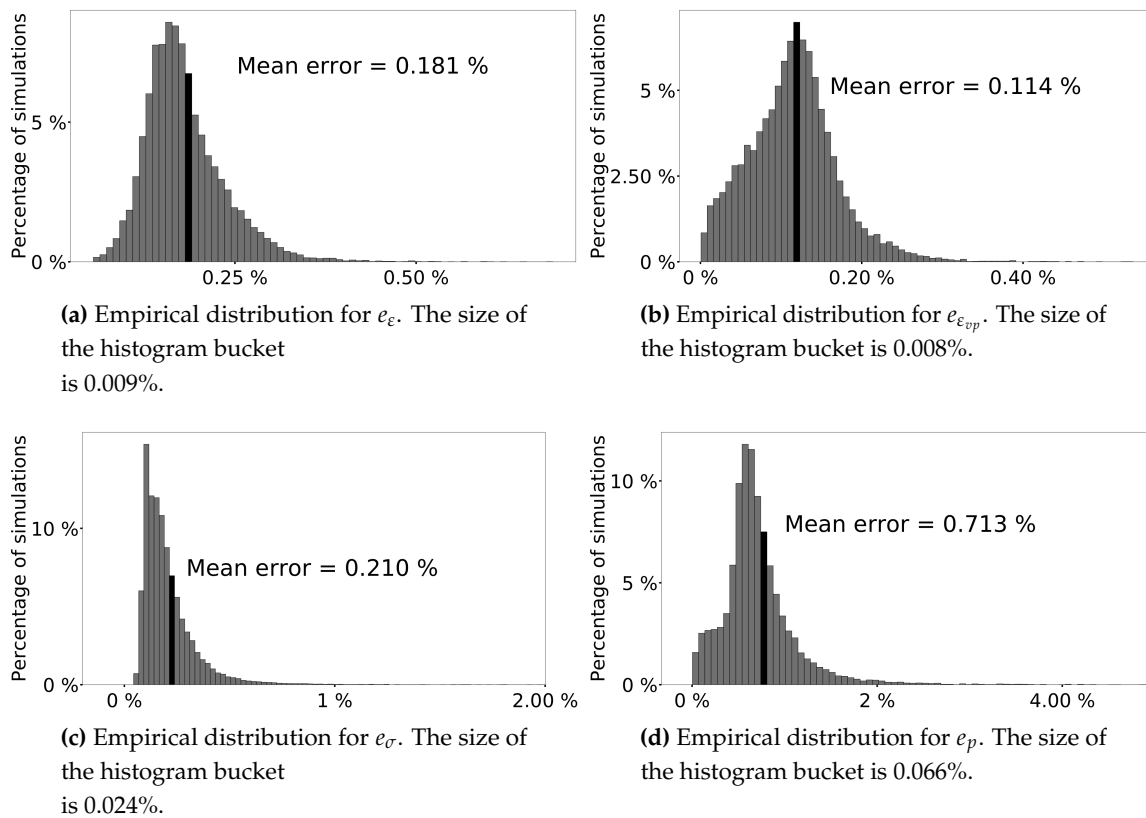 Percentage of simulations
5 %
0 %
Mean error = 0.181 %
0.25 %
0.50 %
(a) Empirical distribution for eε. The size of
the histogram bucket
is 0.009%.
Percentage of simulations
5 %
2.50 %
0 %
Mean error = 0.114 %
0 %
0.20 %
0.40 %
(b) Empirical distribution for eεvp. The size of
the histogram bucket is 0.008%.
Percentage of simulations
10 %
0 %
Mean error = 0.210 %
0 %
1 %
2.00 %
(c) Empirical distribution for eσ. The size of
the histogram bucket
is 0.024%.
Percentage of simulations
10 %
5 %
0 %
Mean error = 0.713 %
0 %
2 %
4.00 %
(d) Empirical distribution for ep. The size of
the histogram bucket is 0.066%.